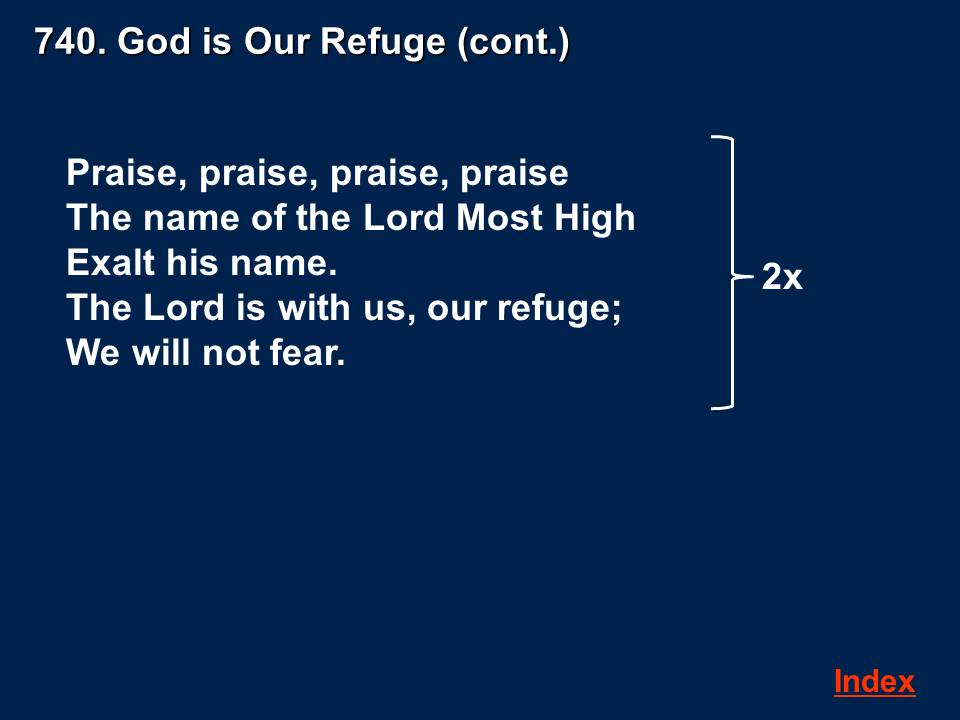 740. God is Our Refuge (cont.)
Praise, praise, praise, praise
The name of the Lord Most High
Exalt his name.
The Lord is with us, our refuge;
We will not fear.
2x
Index